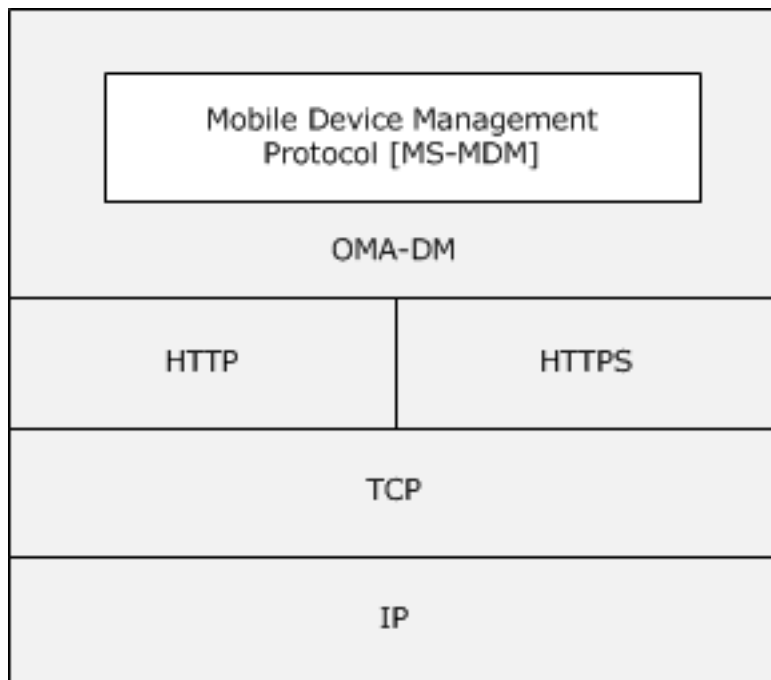 Mobile Device Management
Protocol [MS-MDM]
OMA-DM
HTTP
HTTPS
TCP
IP